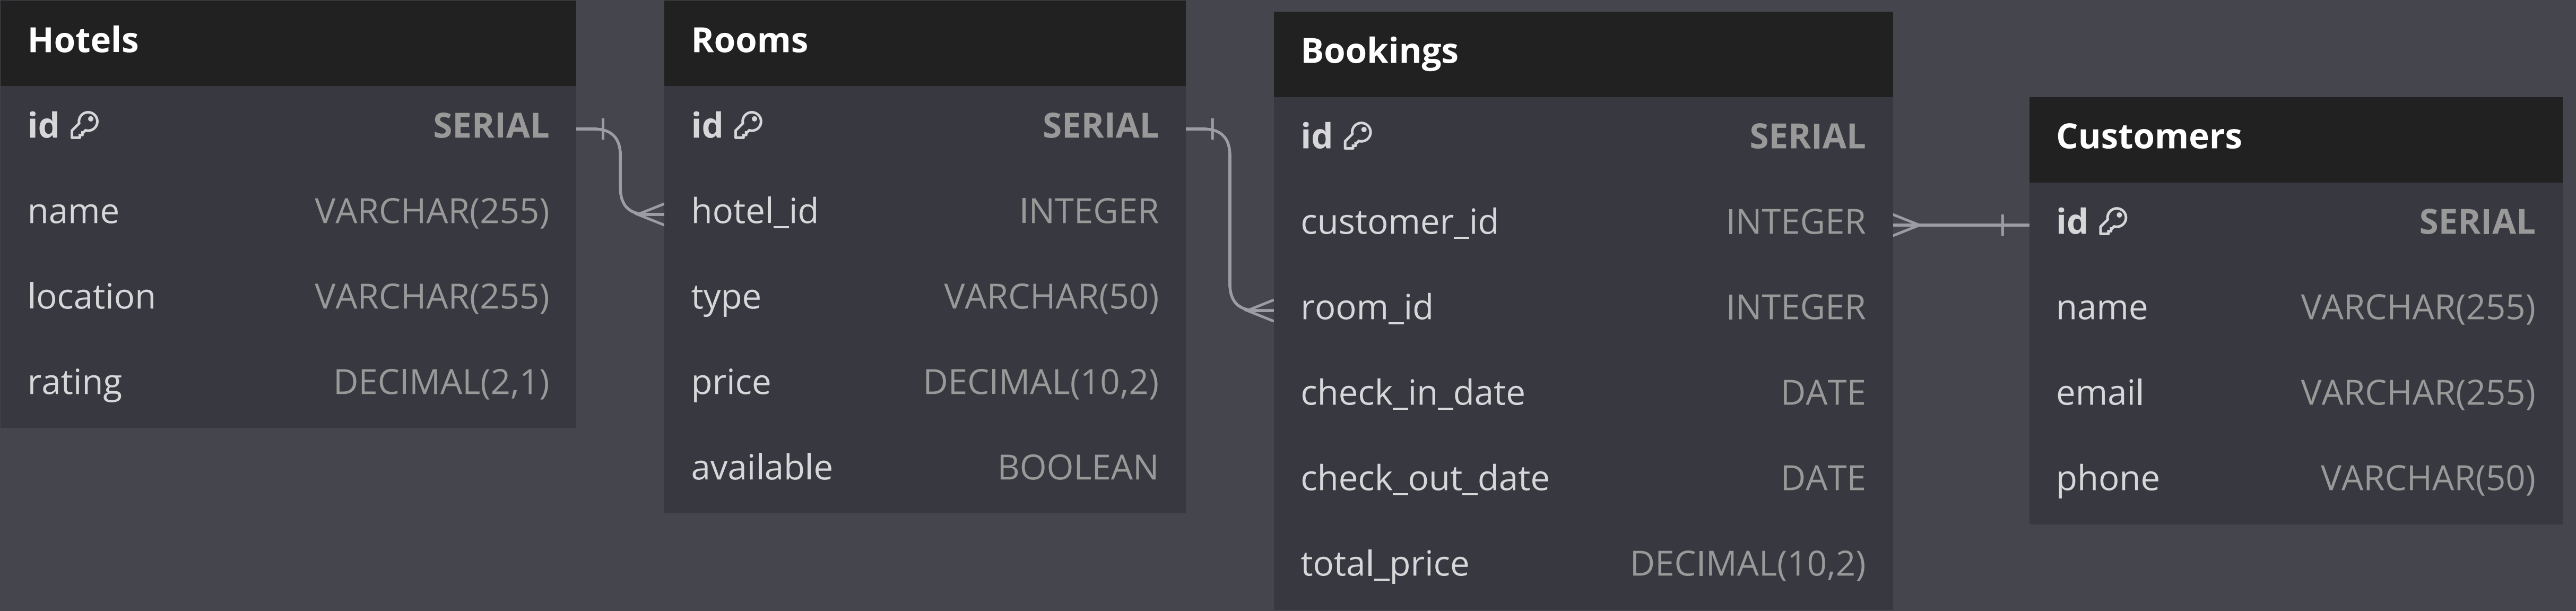 Hotels
id SERIAL
name VARCHAR(255)
location VARCHAR(255)
rating DECIMAL(2,1)
Rooms
id SERIAL
hotel_id INTEGER
type VARCHAR(50)
price DECIMAL(10,2)
available BOOLEAN
Bookings
id SERIAL
customer_id INTEGER
room_id INTEGER
check_in_date DATE
check_out_date DATE
total_price DECIMAL(10,2)
Customers
id SERIAL
name VARCHAR(255)
email VARCHAR(255)
phone VARCHAR(50)